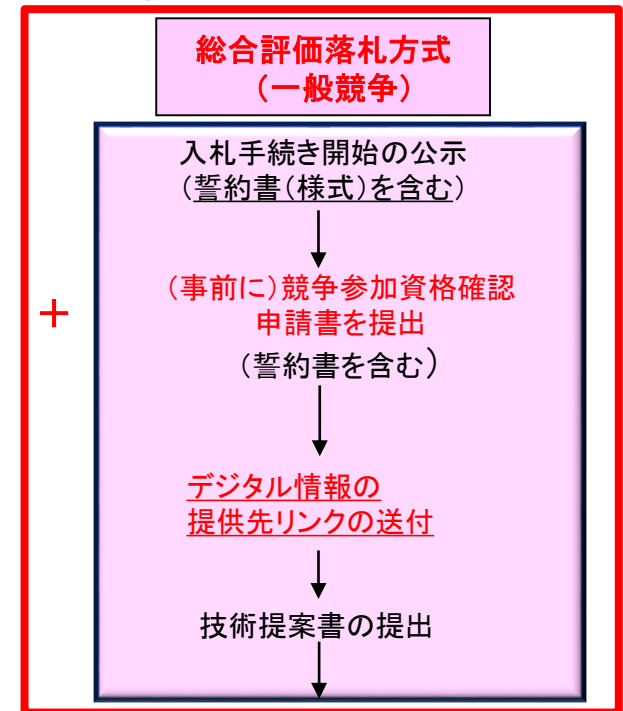 総合評価落札方式
（一般競争）
入札手続き開始の公示
（誓約書（様式）を含む）
+
（事前に）競争参加資格確認
申請書を提出
（誓約書を含む）
デジタル情報の
提供先リンクの送付
技術提案書の提出